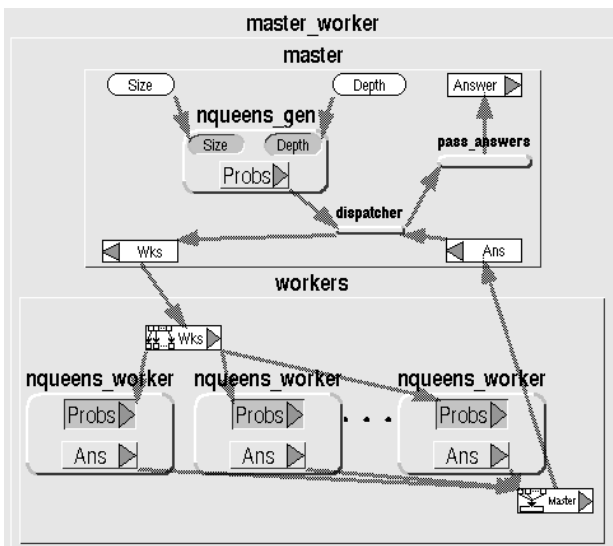 master_worker
master
Size
Depth
Answer
nqueens_gen
Size
Depth
pass_answers
Probs
dispatcher
Wks
Ans
workers
Wks
nqueens_worker
nqueens_worker
nqueens_worker
Probs
Probs
. . .
Probs
Ans
Ans
Ans
Master